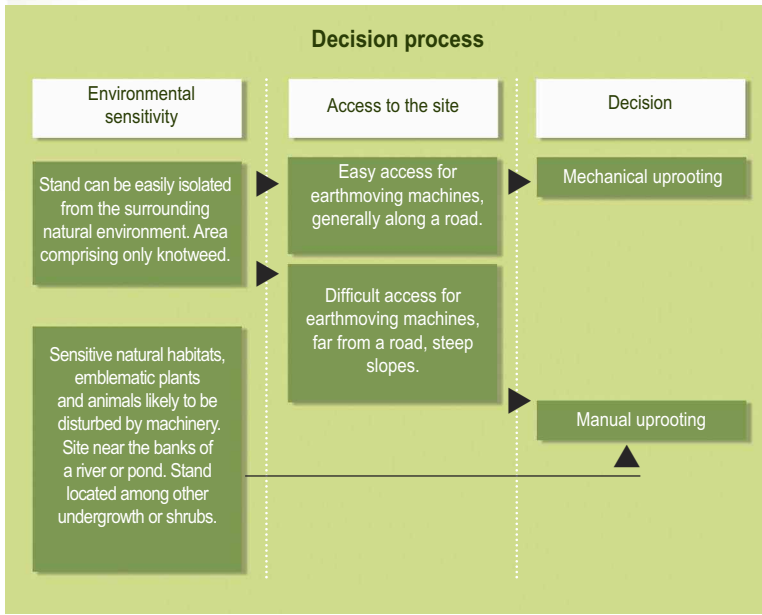 Decision process
Environmental
sensitivity
Access to the site
Decision
Stand can be easily isolated
from the surrounding
natural environment. Area
comprising only knotweed.
Easy access for
earthmoving machines,
generally along a road.
Mechanical uprooting
Difficult access for
earthmoving machines,
far from a road, steep
slopes.
Sensitive natural habitats,
emblematic plants
and animals likely to be
disturbed by machinery.
Site near the banks of
a river or pond. Stand
located among other
undergrowth or shrubs.
Manual uprooting